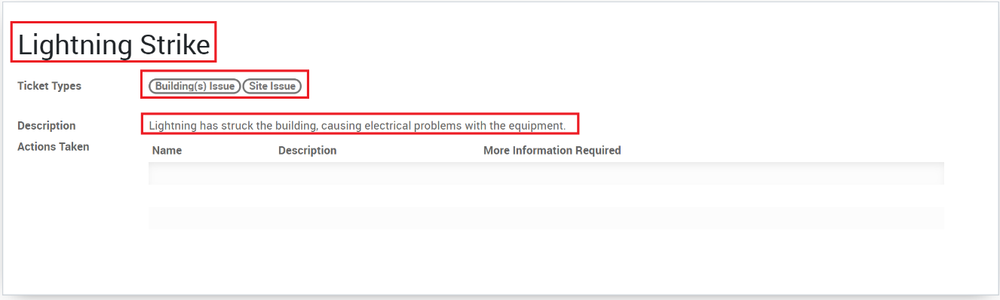 Lightning Strike
Ticket Types Building(s) Issue Site Issue
Description Lightning has struck the building, causing electrical problems with the equipment.
Actions Taken
Name Description More Information Required